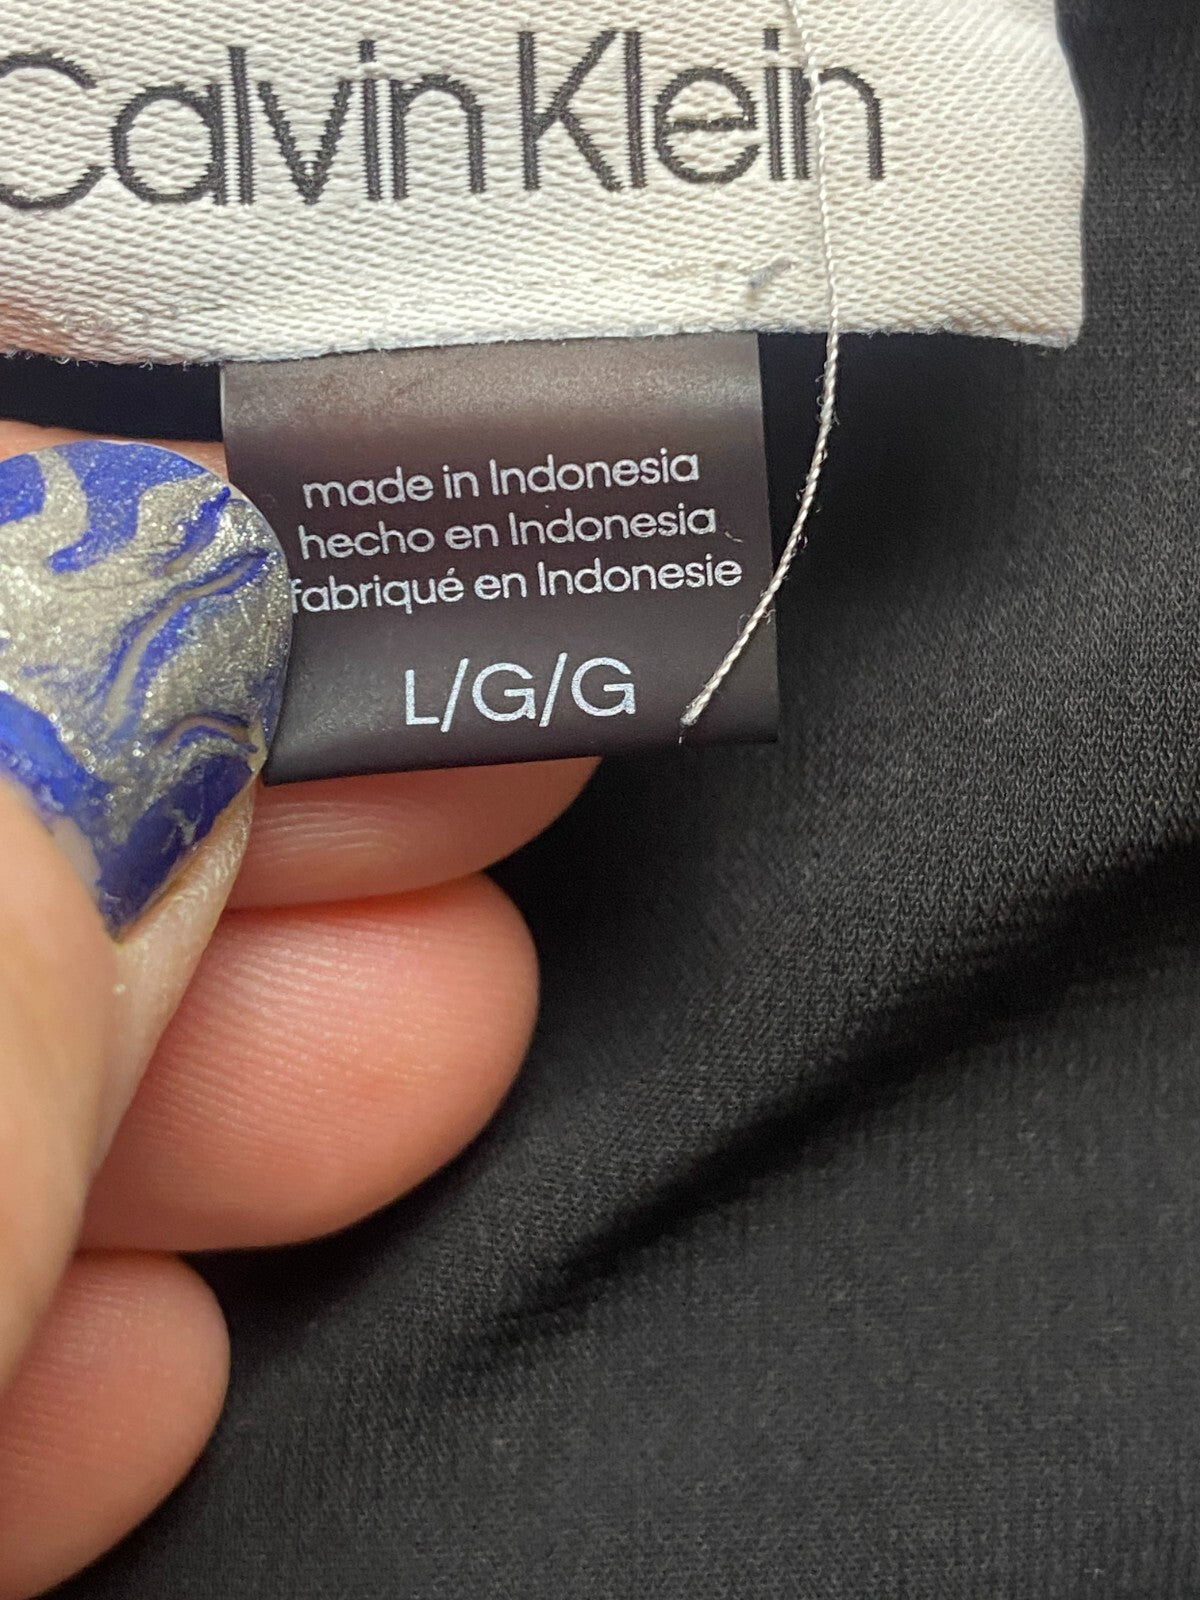 Calvin Klein
made in Indonesia
hecho en Indonesia
fabriqué en Indonesie
L/G/G